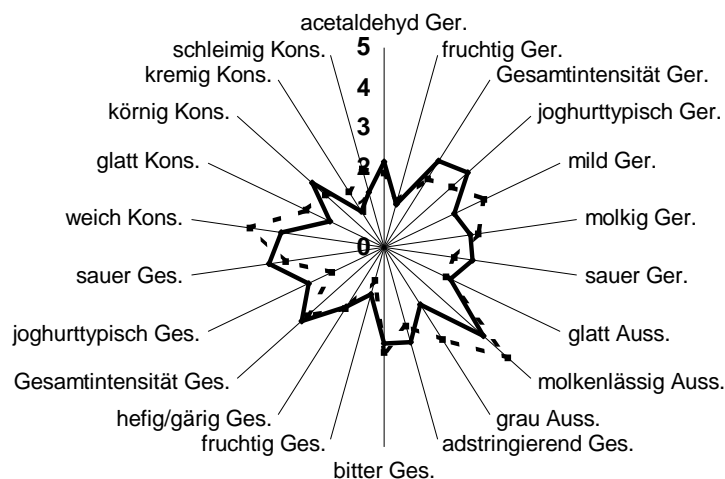 acetaldehyd Ger.
fruchtig Ger.
Gesamtintensität Ger.
joghurttypisch Ger.
mild Ger.
molkig Ger.
sauer Ger.
glatt Auss.
molkenlässig Auss.
grau Auss.
adstringierend Ges.
bitter Ges.
fruchtig Ges.
hefig/gärig Ges.
Gesamtintensität Ges.
joghurttypisch Ges.
sauer Ges.
weich Kons.
glatt Kons.
körnig Kons.
kremig Kons.
schleimig Kons.
5
4
3
2
1
0